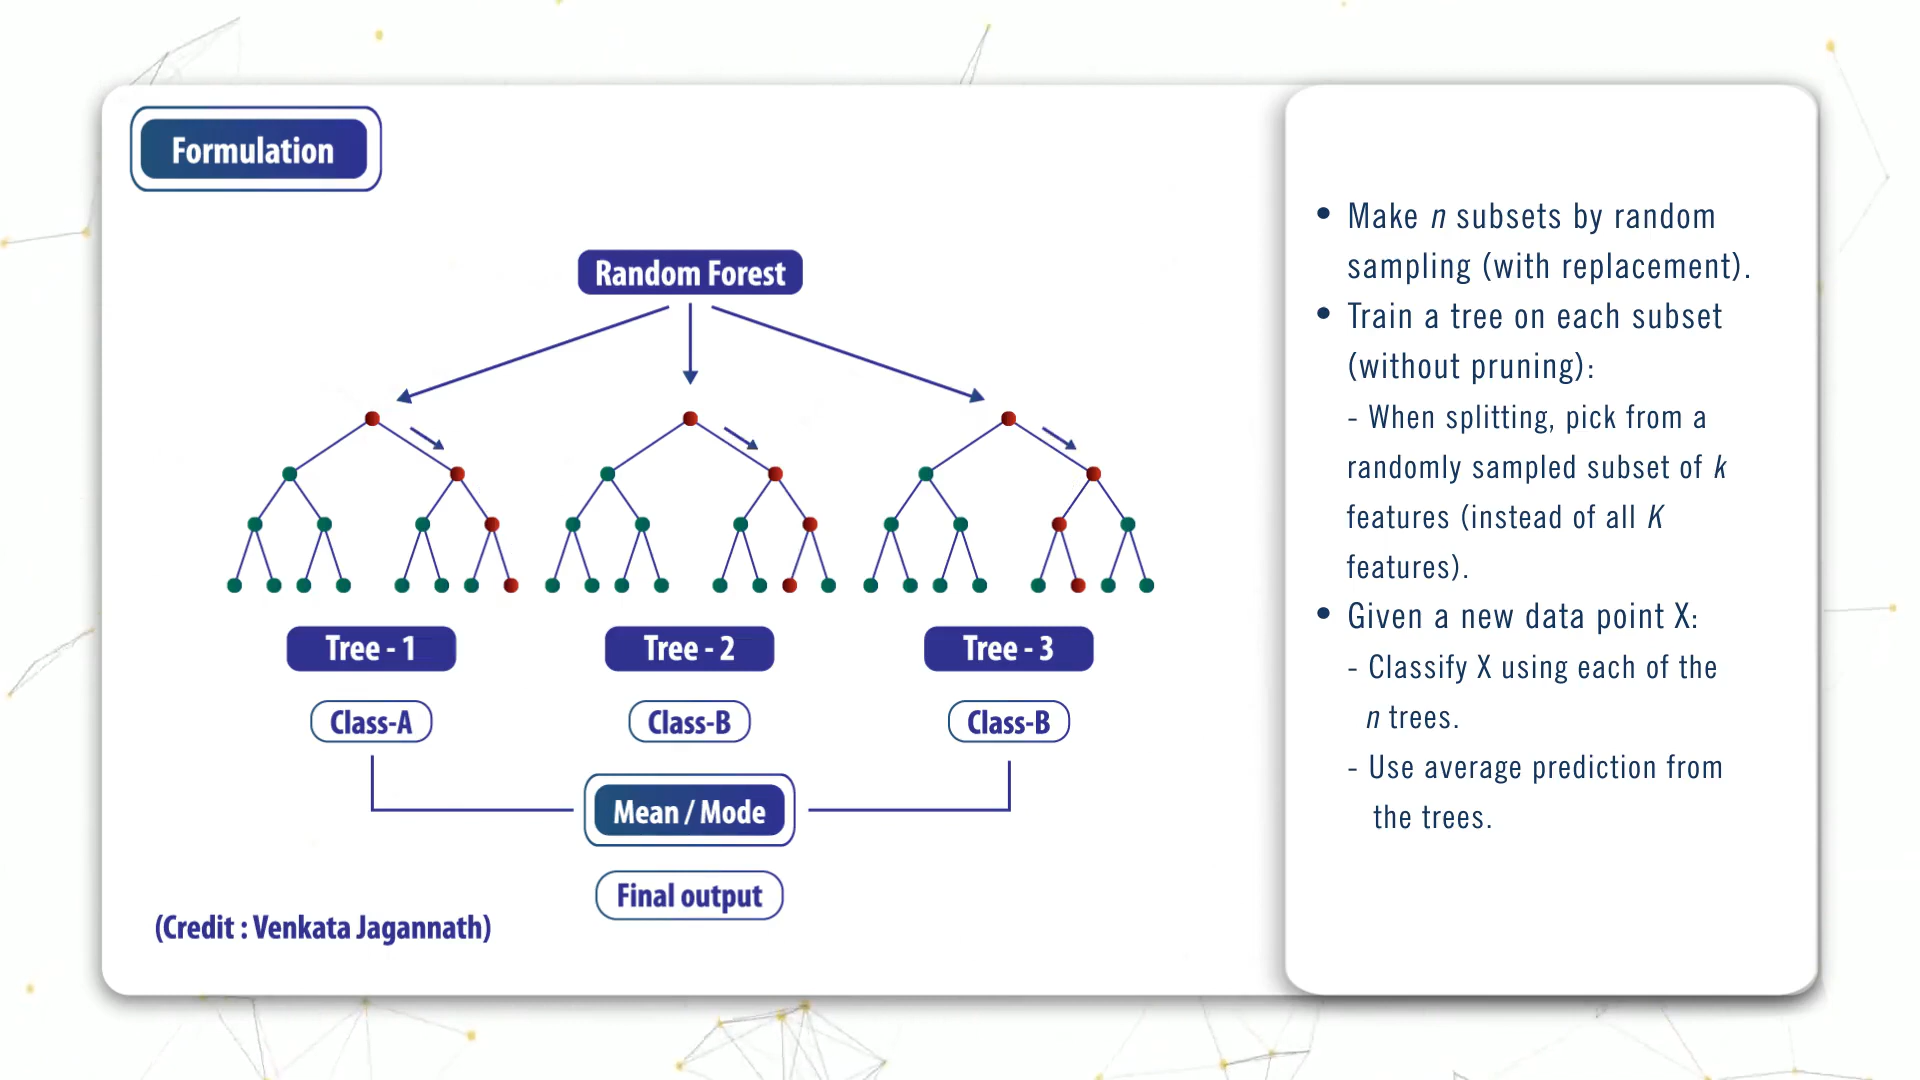 Formulation
Random Forest
Tree - 1
Tree - 2
Tree - 3
Class-A
Class-B
Class-B
Mean / Mode
Final output
(Credit : Venkata Jagannath)
• Make n subsets by random
sampling (with replacement).
• Train a tree on each subset
(without pruning):
- When splitting, pick from a
randomly sampled subset of k
features (instead of all K
features).
• Given a new data point X:
- Classify X using each of the
n trees.
- Use average prediction from
the trees.